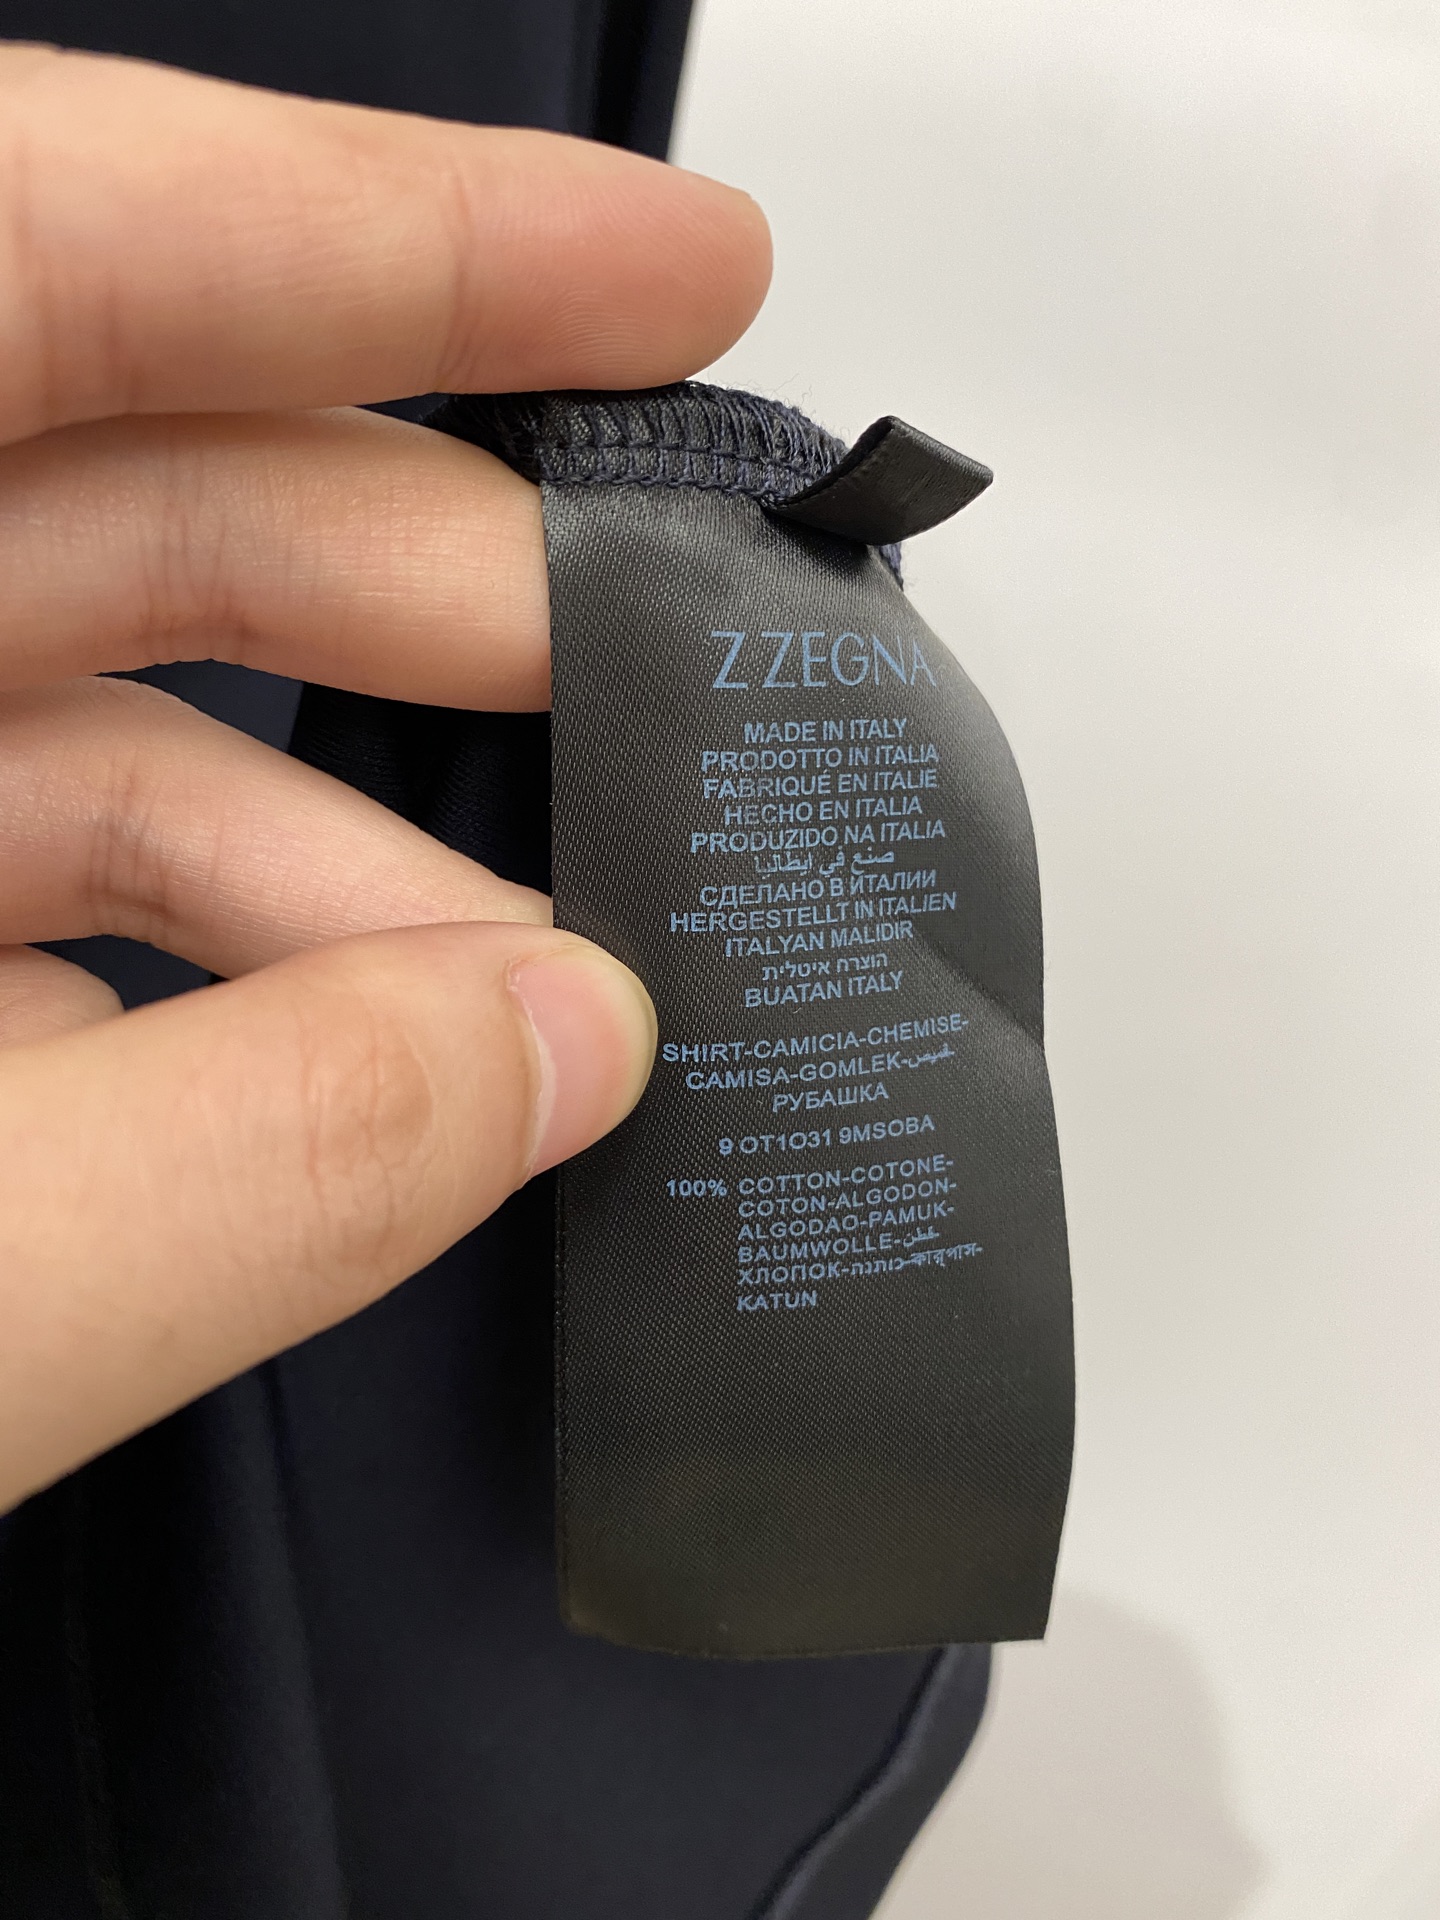 Z ZEGNA
MADE IN ITALY
PRODOTTO IN ITALIA
FABRIQUÉ EN ITALIE
HECHO EN ITALIA
PRODUZIDO NA ITALIA
صنع في إيطاليا
СДЕЛАНО В ИТАЛИИ
HERGESTELLT IN ITALIEN
ITALYAN MALIDIR
הוצרח איטלית
BUATAN ITALY
SHIRT-CAMICIA-CHEMISE-
CAMISA-GOMLEK-قميص-
РУБАШКА
9 OT1O31 9MSOBA
100% COTTON-COTONE-
COTON-ALGODON-
ALGODAO-PAMUK-
BAUMWOLLE-قطن-
ХЛОПОК-כותנה-কার্পাস-
KATUN